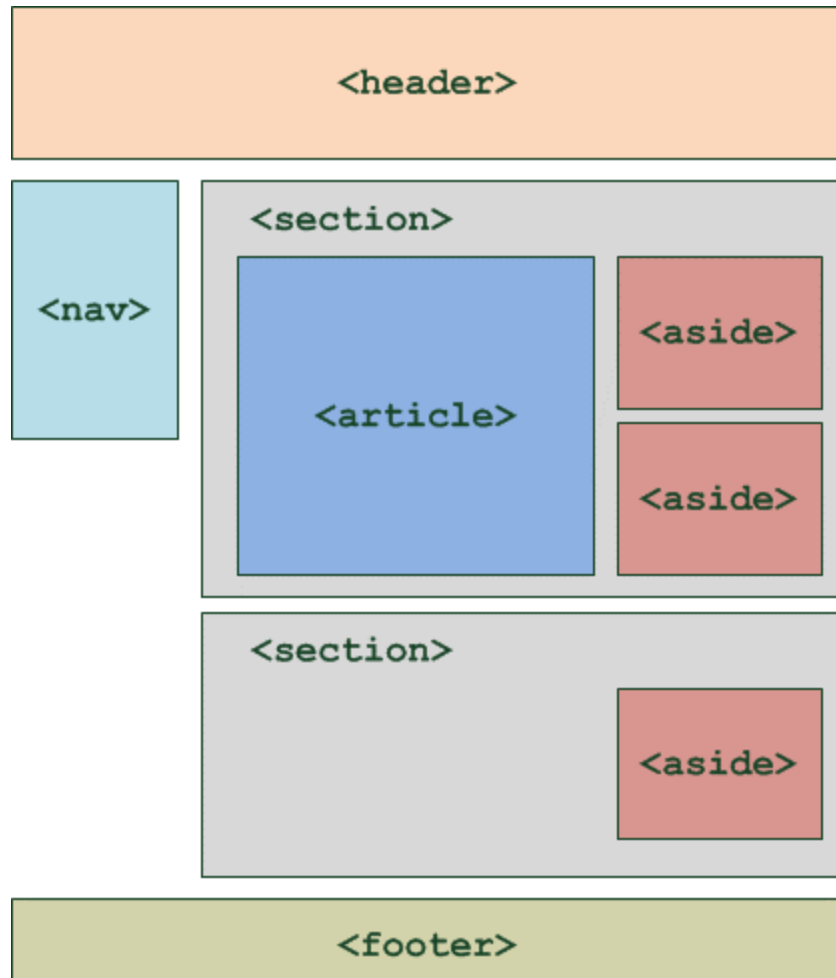 <header>
<nav>
<section>
<article>
<aside>
<aside>
<section>
<aside>
<footer>